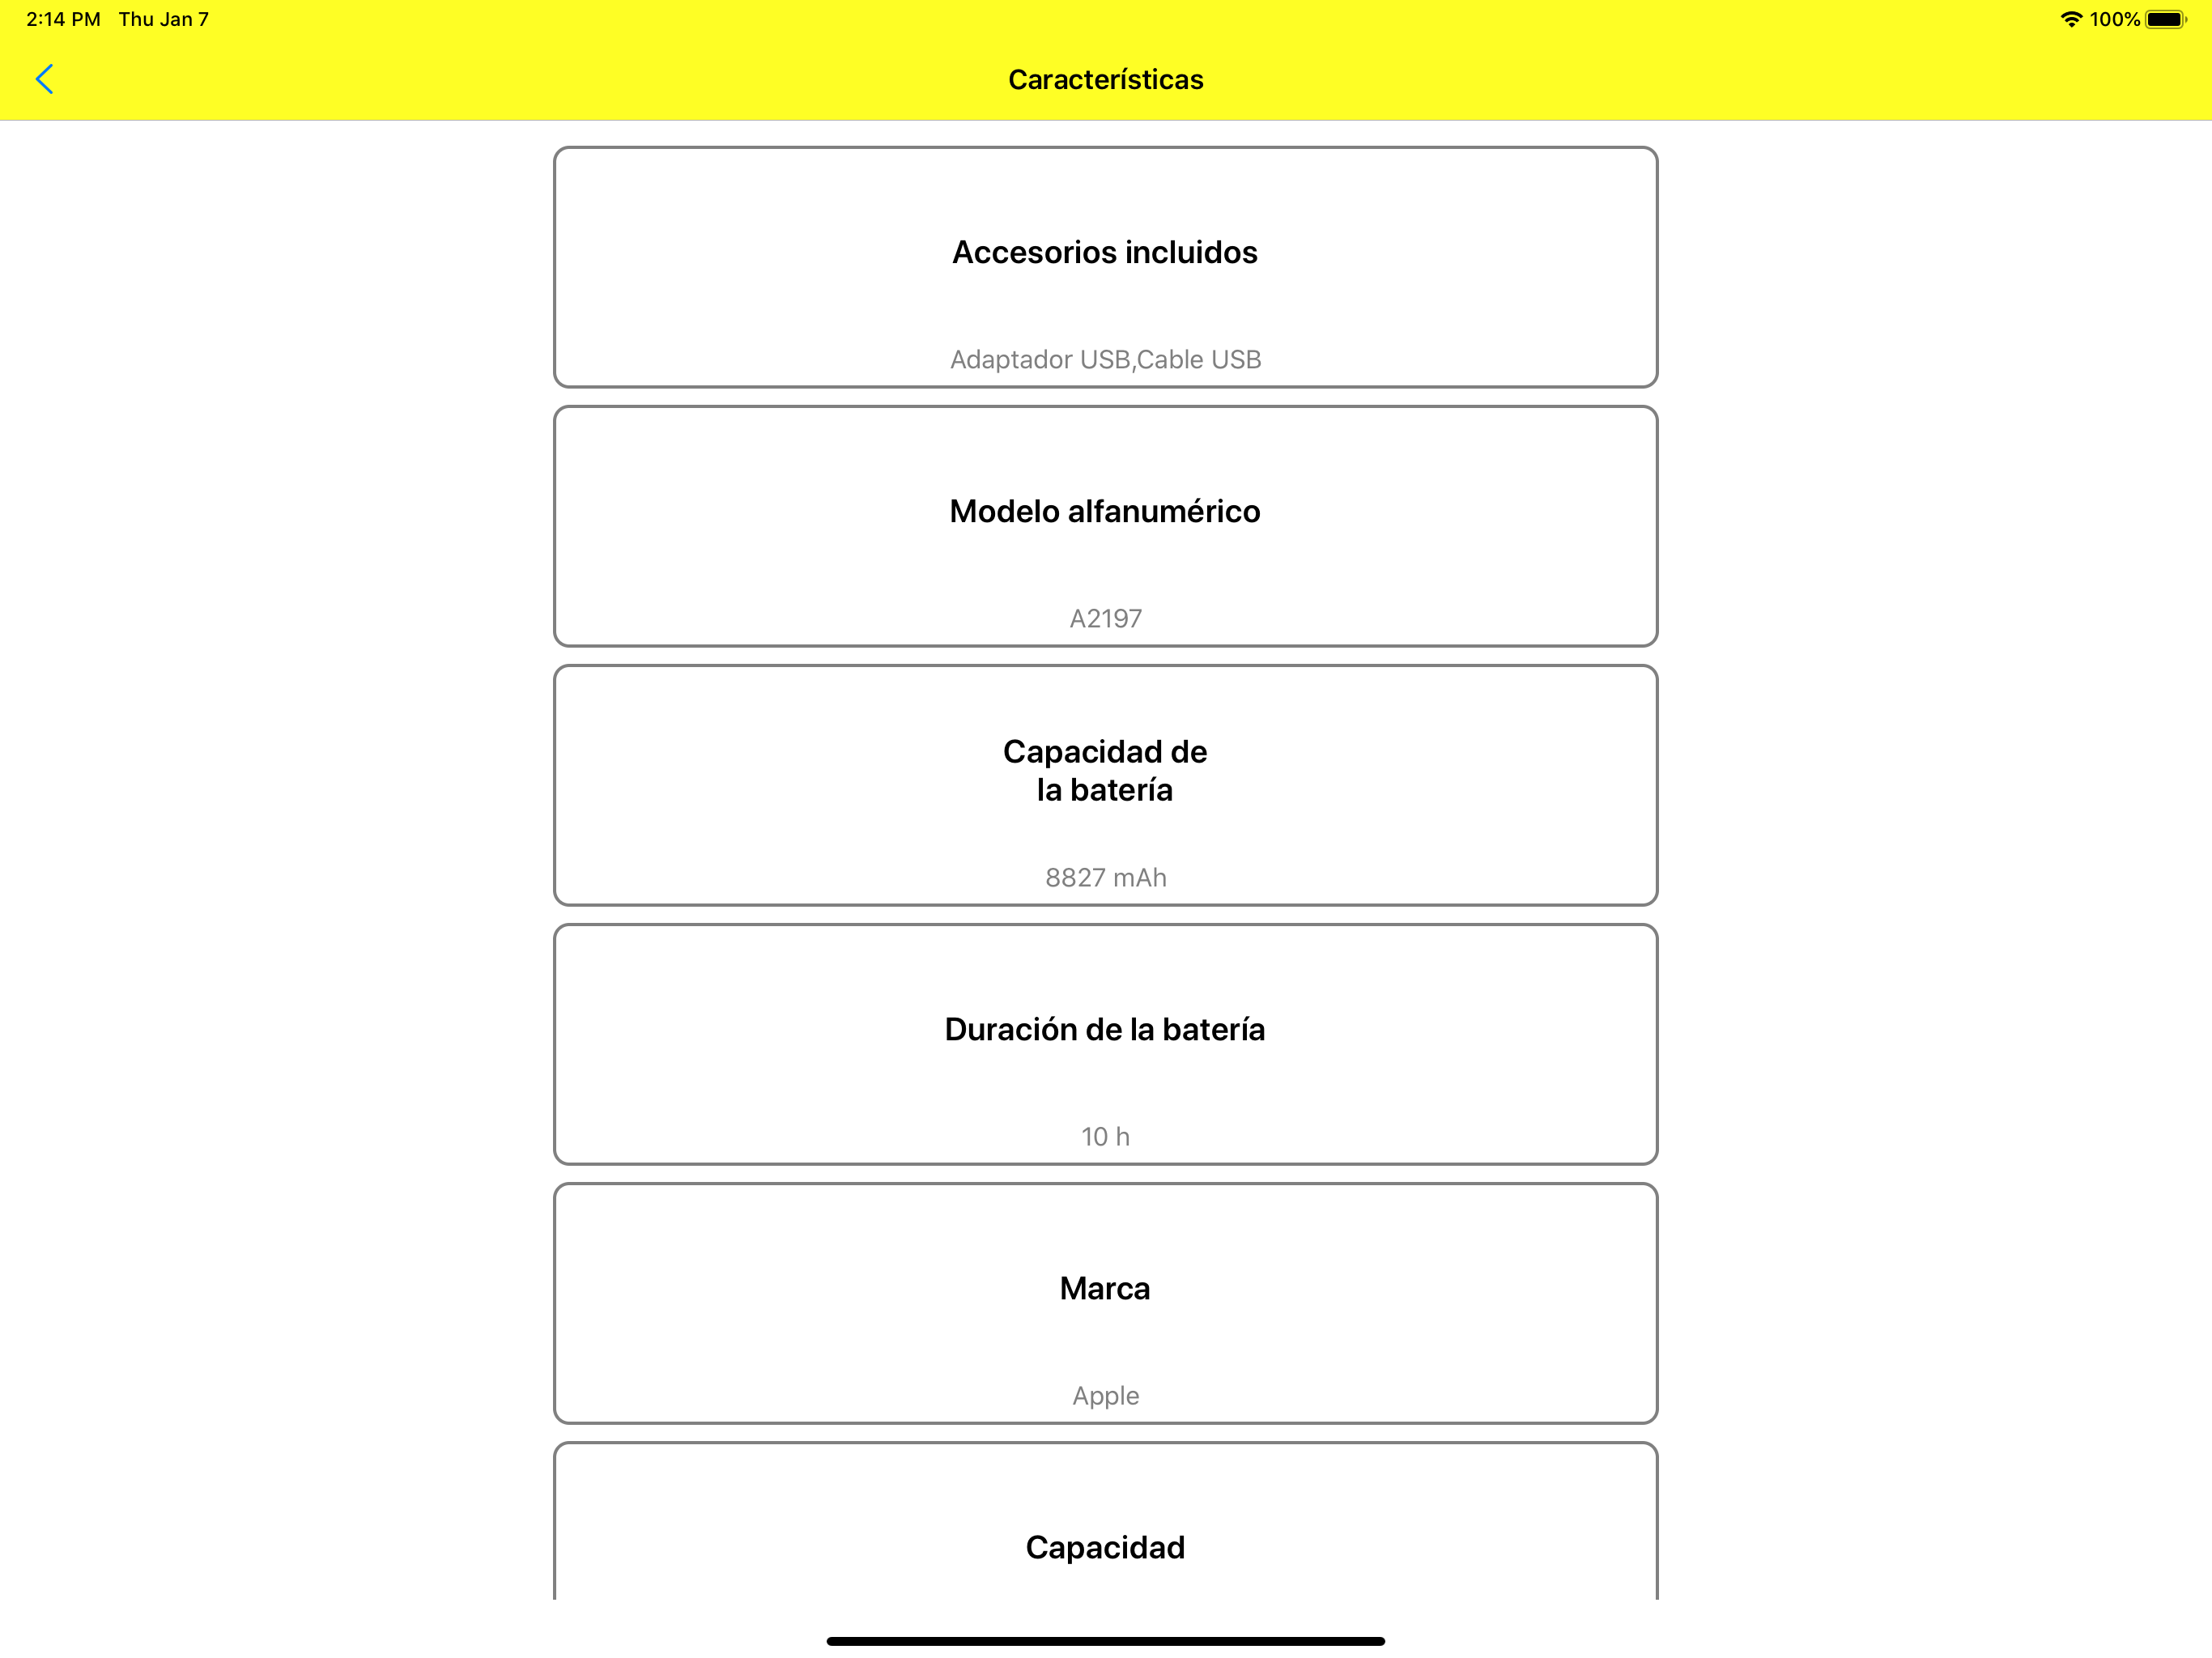 2:14 PM Thu Jan 7
100%
Características
Accesorios incluidos
Adaptador USB,Cable USB
Modelo alfanumérico
A2197
Capacidad de
la batería
8827 mAh
Duración de la batería
10 h
Marca
Apple
Capacidad